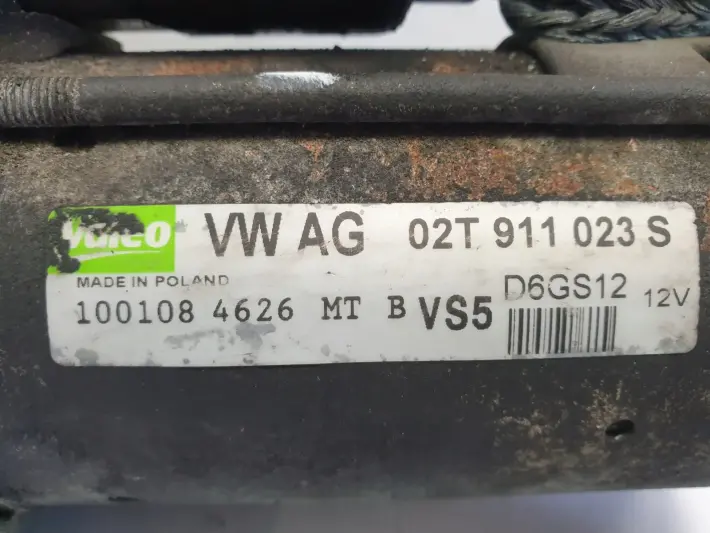 Valeo VW AG 02T 911 023 S
MADE IN POLAND D6GS12 12V
100108 4626 MT B VS5